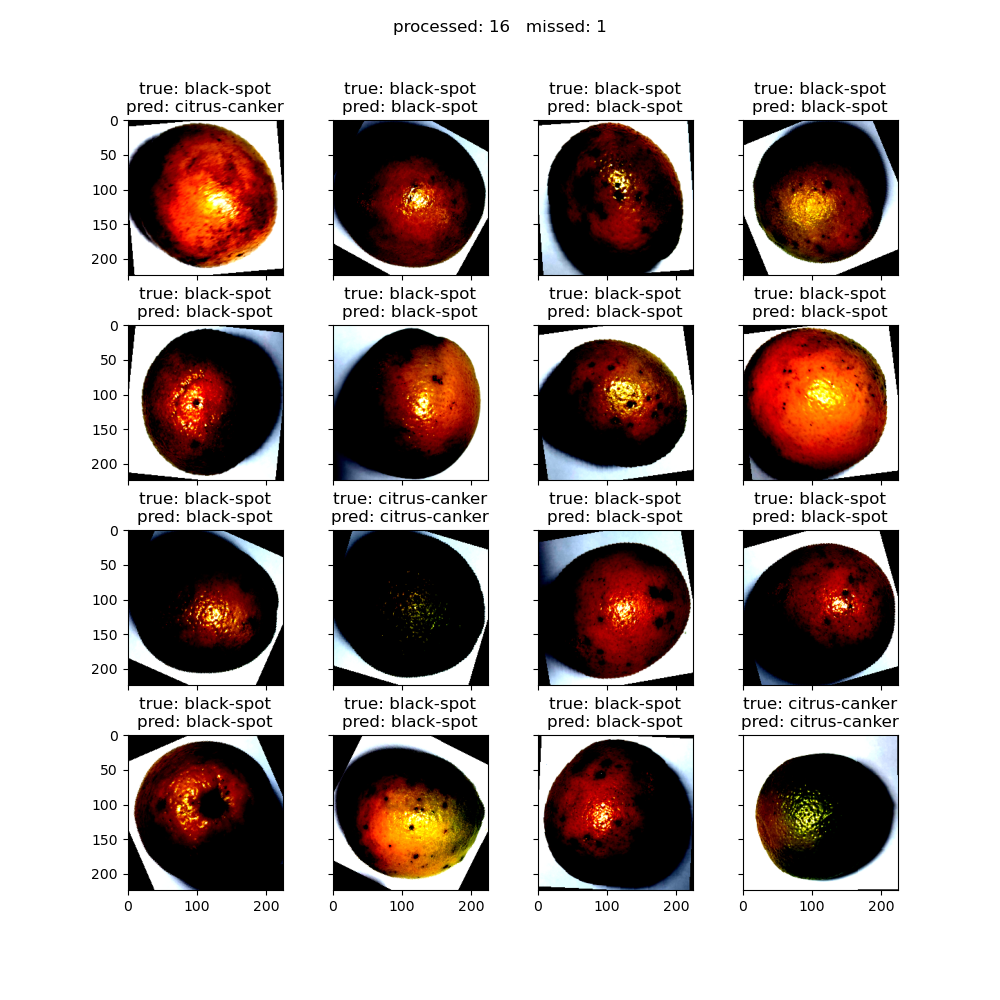 processed: 16   missed: 1
true: black-spot
pred: citrus-canker
true: black-spot
pred: black-spot
true: black-spot
pred: black-spot
true: black-spot
pred: black-spot
0
50
100
150
200
true: black-spot
pred: black-spot
true: black-spot
pred: black-spot
true: black-spot
pred: black-spot
true: black-spot
pred: black-spot
0
50
100
150
200
true: black-spot
pred: black-spot
true: citrus-canker
pred: citrus-canker
true: black-spot
pred: black-spot
true: black-spot
pred: black-spot
0
50
100
150
200
true: black-spot
pred: black-spot
true: black-spot
pred: black-spot
true: black-spot
pred: black-spot
true: citrus-canker
pred: citrus-canker
0
50
100
150
200
0 100 200
0 100 200
0 100 200
0 100 200